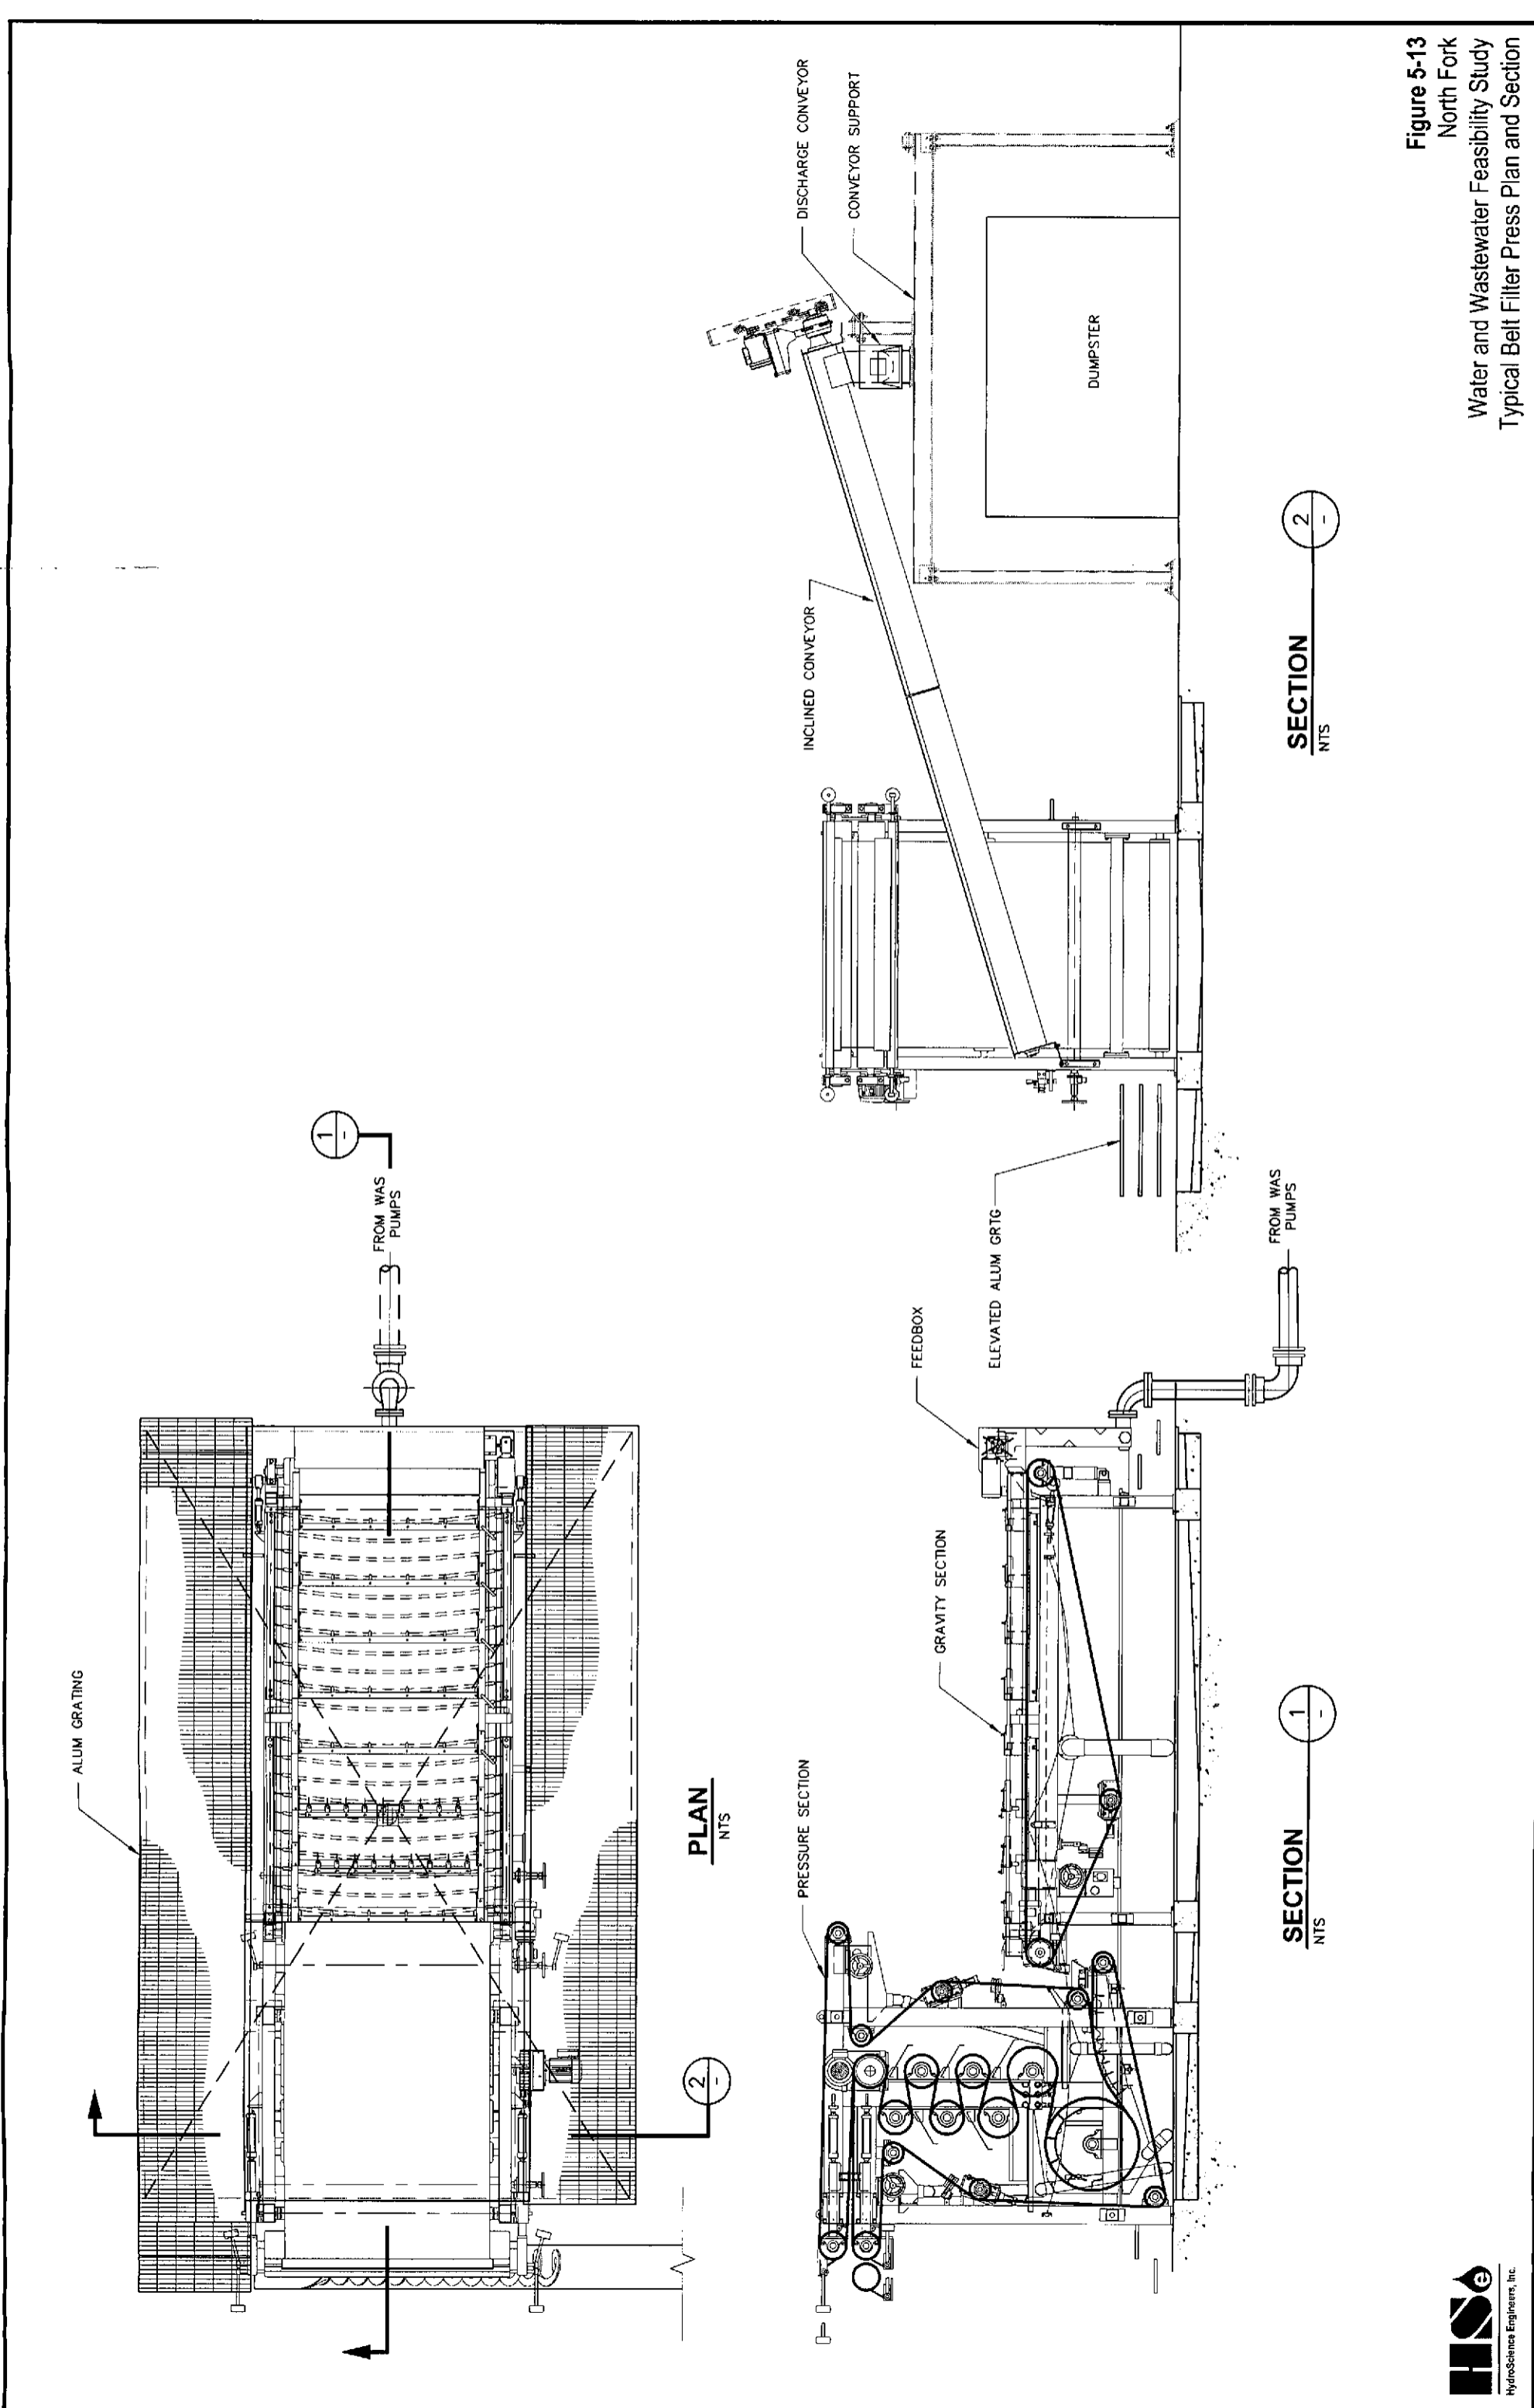 ALUM GRATING
1
-
FROM WAS
PUMPS
2
-
PLAN
NTS
PRESSURE SECTION
GRAVITY SECTION
FEEDBOX
FROM WAS
PUMPS
SECTION
NTS
1
-
ELEVATED ALUM GRTG
INCLINED CONVEYOR
DISCHARGE CONVEYOR
CONVEYOR SUPPORT
DUMPSTER
SECTION
NTS
2
-
HSe
HydroScience Engineers, Inc.
Figure 5-13
North Fork
Water and Wastewater Feasibility Study
Typical Belt Filter Press Plan and Section